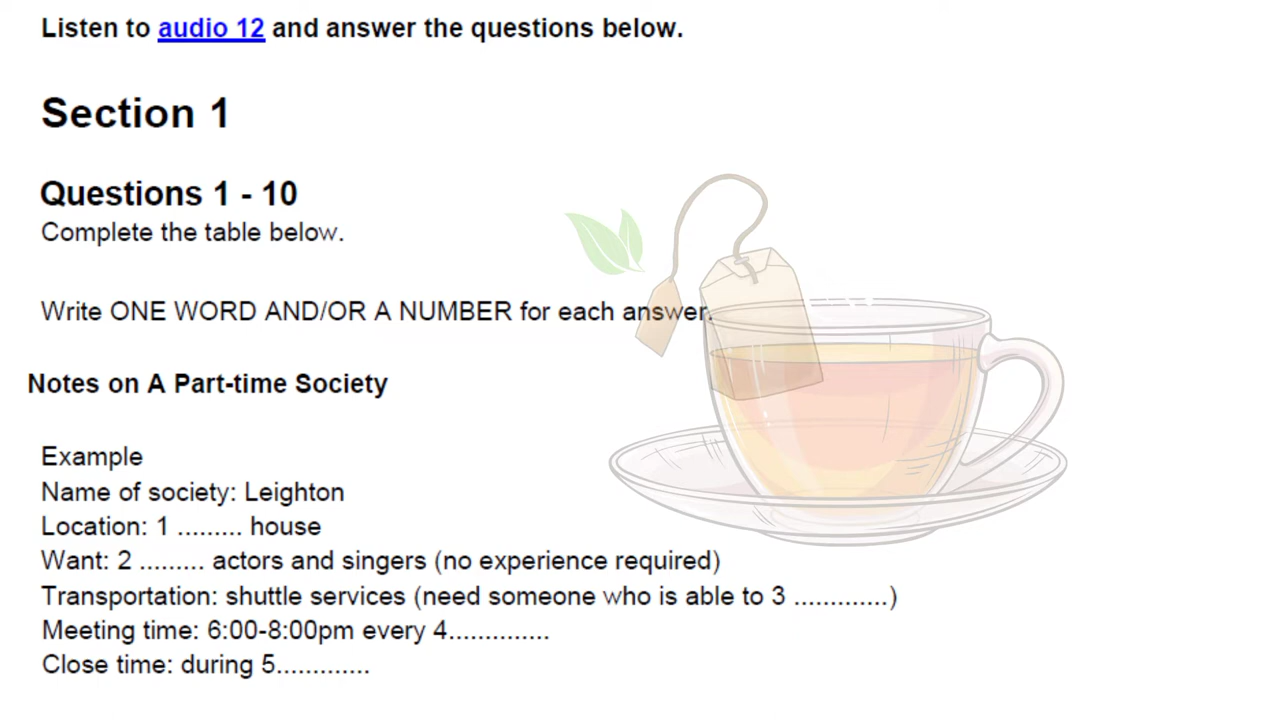 Listen to audio 12 and answer the questions below.
Section 1
Questions 1 - 10
Complete the table below.
Write ONE WORD AND/OR A NUMBER for each answer.
Notes on A Part-time Society
Example
Name of society: Leighton
Location: 1 ......... house
Want: 2 ......... actors and singers (no experience required)
Transportation: shuttle services (need someone who is able to 3 .............)
Meeting time: 6:00-8:00pm every 4..............
Close time: during 5.............